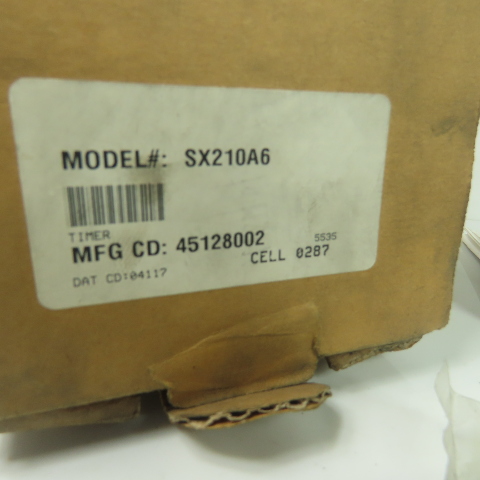 MODEL#: SX210A6
TIMER
MFG CD: 45128002
5535
CELL 0287
DAT CD:04117